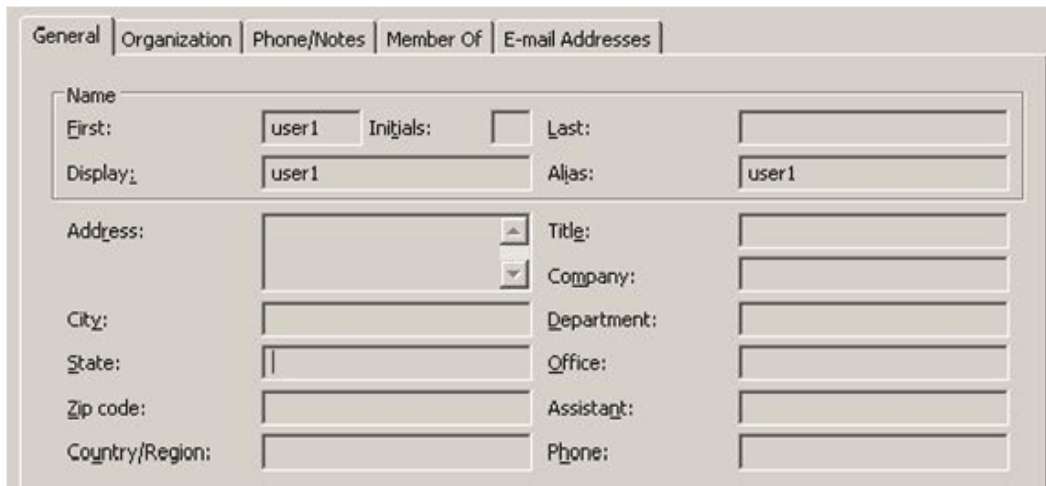 General Organization Phone/Notes Member Of E-mail Addresses
Name
First: user1 Initials: Last:
Display: user1 Alias: user1
Address: Title:
Company:
City: Department:
State: Office:
Zip code: Assistant:
Country/Region: Phone: